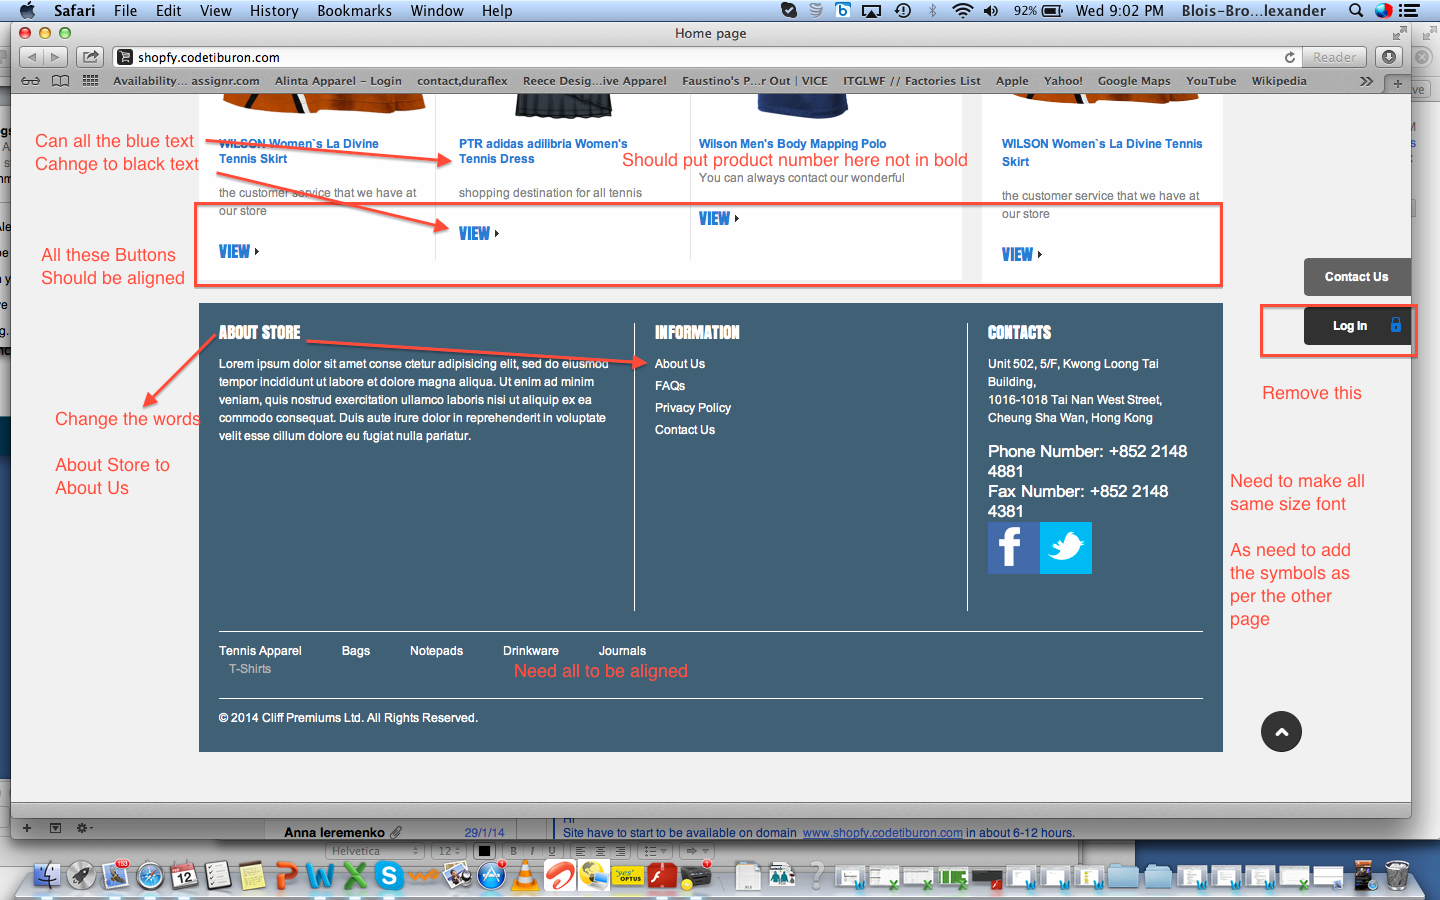 Safari File Edit View History Bookmarks Window Help
92% Wed 9:02 PM Blois-Bro...lexander
Home page
shopfy.codetiburon.com
Reader
Availability... assignr.com Alinta Apparel - Login contact,duraflex Reece Desig...ive Apparel Faustino's P...r Out | VICE ITGLWF // Factories List Apple Yahoo! Google Maps YouTube Wikipedia
Can all the blue text
Cahnge to black text
WILSON Women`s La Divine
Tennis Skirt
the customer service that we have at
our store
VIEW
PTR adidas adilibria Women's
Tennis Dress
shopping destination for all tennis
VIEW
Wilson Men's Body Mapping Polo
Should put product number here not in bold
You can always contact our wonderful
VIEW
WILSON Women`s La Divine Tennis
Skirt
the customer service that we have at
our store
VIEW
All these Buttons
Should be aligned
Contact Us
Log In
Remove this
ABOUT STORE
Lorem ipsum dolor sit amet conse ctetur adipisicing elit, sed do eiusmod
tempor incididunt ut labore et dolore magna aliqua. Ut enim ad minim
veniam, quis nostrud exercitation ullamco laboris nisi ut aliquip ex ea
commodo consequat. Duis aute irure dolor in reprehenderit in voluptate
velit esse cillum dolore eu fugiat nulla pariatur.
Change the words
About Store to
About Us
INFORMATION
About Us
FAQs
Privacy Policy
Contact Us
CONTACTS
Unit 502, 5/F, Kwong Loong Tai
Building,
1016-1018 Tai Nan West Street,
Cheung Sha Wan, Hong Kong
Phone Number: +852 2148
4881
Fax Number: +852 2148
4381
Need to make all
same size font
As need to add
the symbols as
per the other
page
Tennis Apparel Bags Notepads Drinkware Journals
T-Shirts
Need all to be aligned
© 2014 Cliff Premiums Ltd. All Rights Reserved.
Anna Ieremenko 29/1/14
Hi
Site have to start to be available on domain www.shopfy.codetiburon.com in about 6-12 hours.
Helvetica 12 B I U